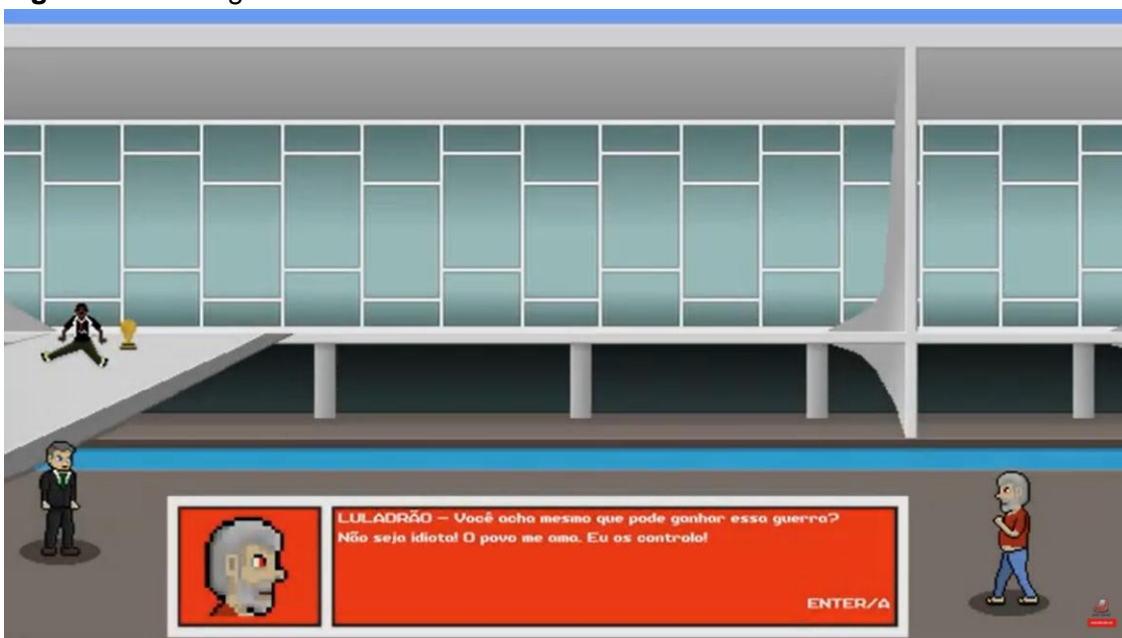 LULADRÃO – Você acha mesmo que pode ganhar essa guerra?
Não seja idiota! O povo me ama. Eu os controlo!
ENTER/A